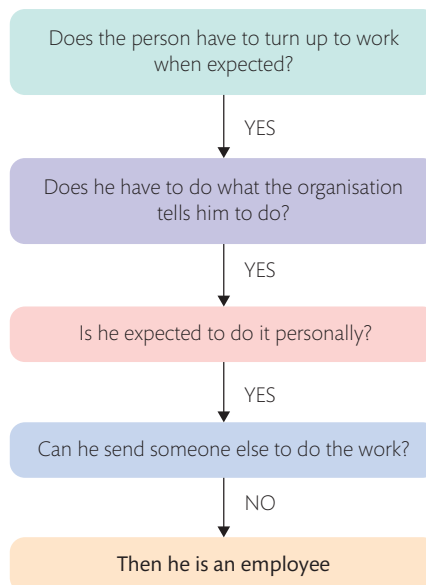 Does the person have to turn up to work
when expected?
YES
Does he have to do what the organisation
tells him to do?
YES
Is he expected to do it personally?
YES
Can he send someone else to do the work?
NO
Then he is an employee